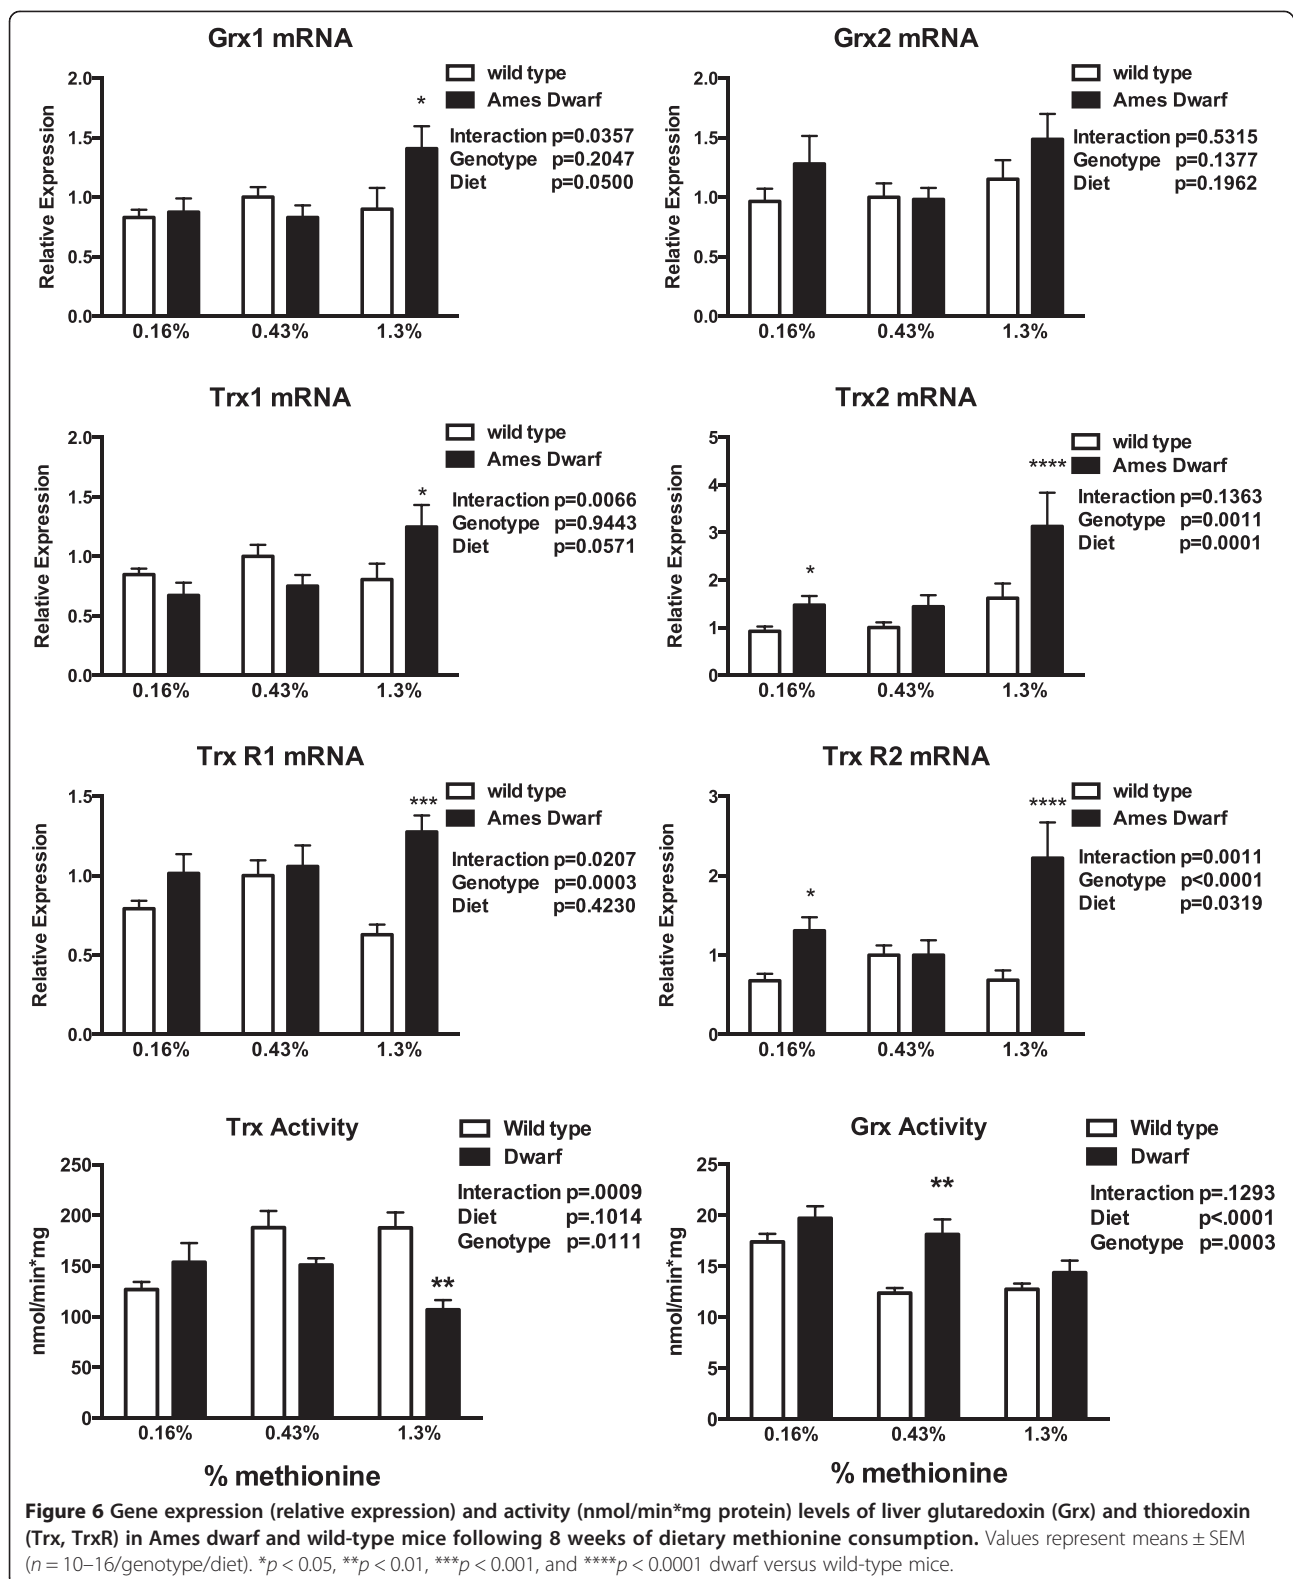 Grx1 mRNA
2.0
1.5
1.0
0.5
0.0
Relative Expression
0.16% 0.43% 1.3%
*
wild type
Ames Dwarf
Interaction p=0.0357
Genotype p=0.2047
Diet p=0.0500
Grx2 mRNA
2.0
1.5
1.0
0.5
0.0
Relative Expression
0.16% 0.43% 1.3%
wild type
Ames Dwarf
Interaction p=0.5315
Genotype p=0.1377
Diet p=0.1962
Trx1 mRNA
2.0
1.5
1.0
0.5
0.0
Relative Expression
0.16% 0.43% 1.3%
*
wild type
Ames Dwarf
Interaction p=0.0066
Genotype p=0.9443
Diet p=0.0571
Trx2 mRNA
5
4
3
2
1
0
Relative Expression
0.16% 0.43% 1.3%
*
****
wild type
Ames Dwarf
Interaction p=0.1363
Genotype p=0.0011
Diet p=0.0001
Trx R1 mRNA
1.5
1.0
0.5
0.0
Relative Expression
0.16% 0.43% 1.3%
***
wild type
Ames Dwarf
Interaction p=0.0207
Genotype p=0.0003
Diet p=0.4230
Trx R2 mRNA
3
2
1
0
Relative Expression
0.16% 0.43% 1.3%
*
****
wild type
Ames Dwarf
Interaction p=0.0011
Genotype p<0.0001
Diet p=0.0319
Trx Activity
250
200
150
100
50
0
nmol/min*mg
0.16% 0.43% 1.3%
**
Wild type
Dwarf
Interaction p=.0009
Diet p=.1014
Genotype p=.0111
% methionine
Grx Activity
25
20
15
10
5
0
nmol/min*mg
0.16% 0.43% 1.3%
**
Wild type
Dwarf
Interaction p=.1293
Diet p<.0001
Genotype p=.0003
% methionine
Figure 6 Gene expression (relative expression) and activity (nmol/min*mg protein) levels of liver glutaredoxin (Grx) and thioredoxin
(Trx, TrxR) in Ames dwarf and wild-type mice following 8 weeks of dietary methionine consumption. Values represent means ± SEM
(n = 10–16/genotype/diet). *p < 0.05, **p < 0.01, ***p < 0.001, and ****p < 0.0001 dwarf versus wild-type mice.